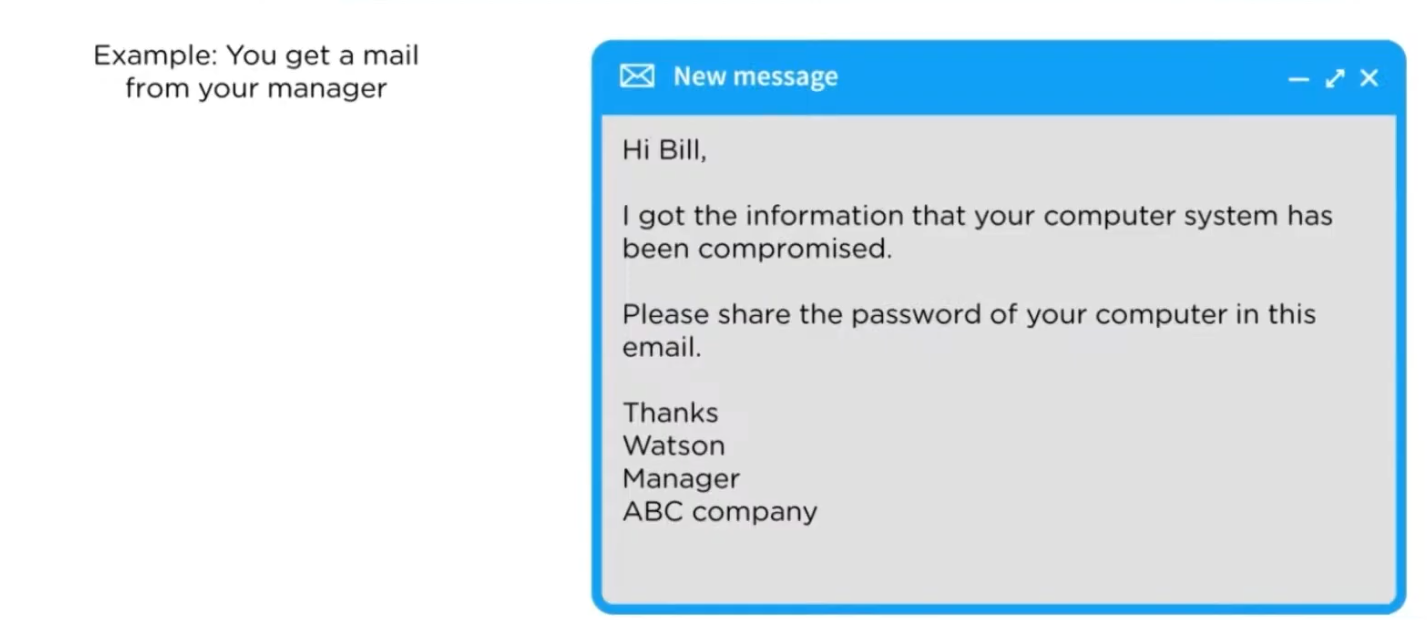 Example: You get a mail
from your manager
New message
Hi Bill,
I got the information that your computer system has
been compromised.
Please share the password of your computer in this
email.
Thanks
Watson
Manager
ABC company